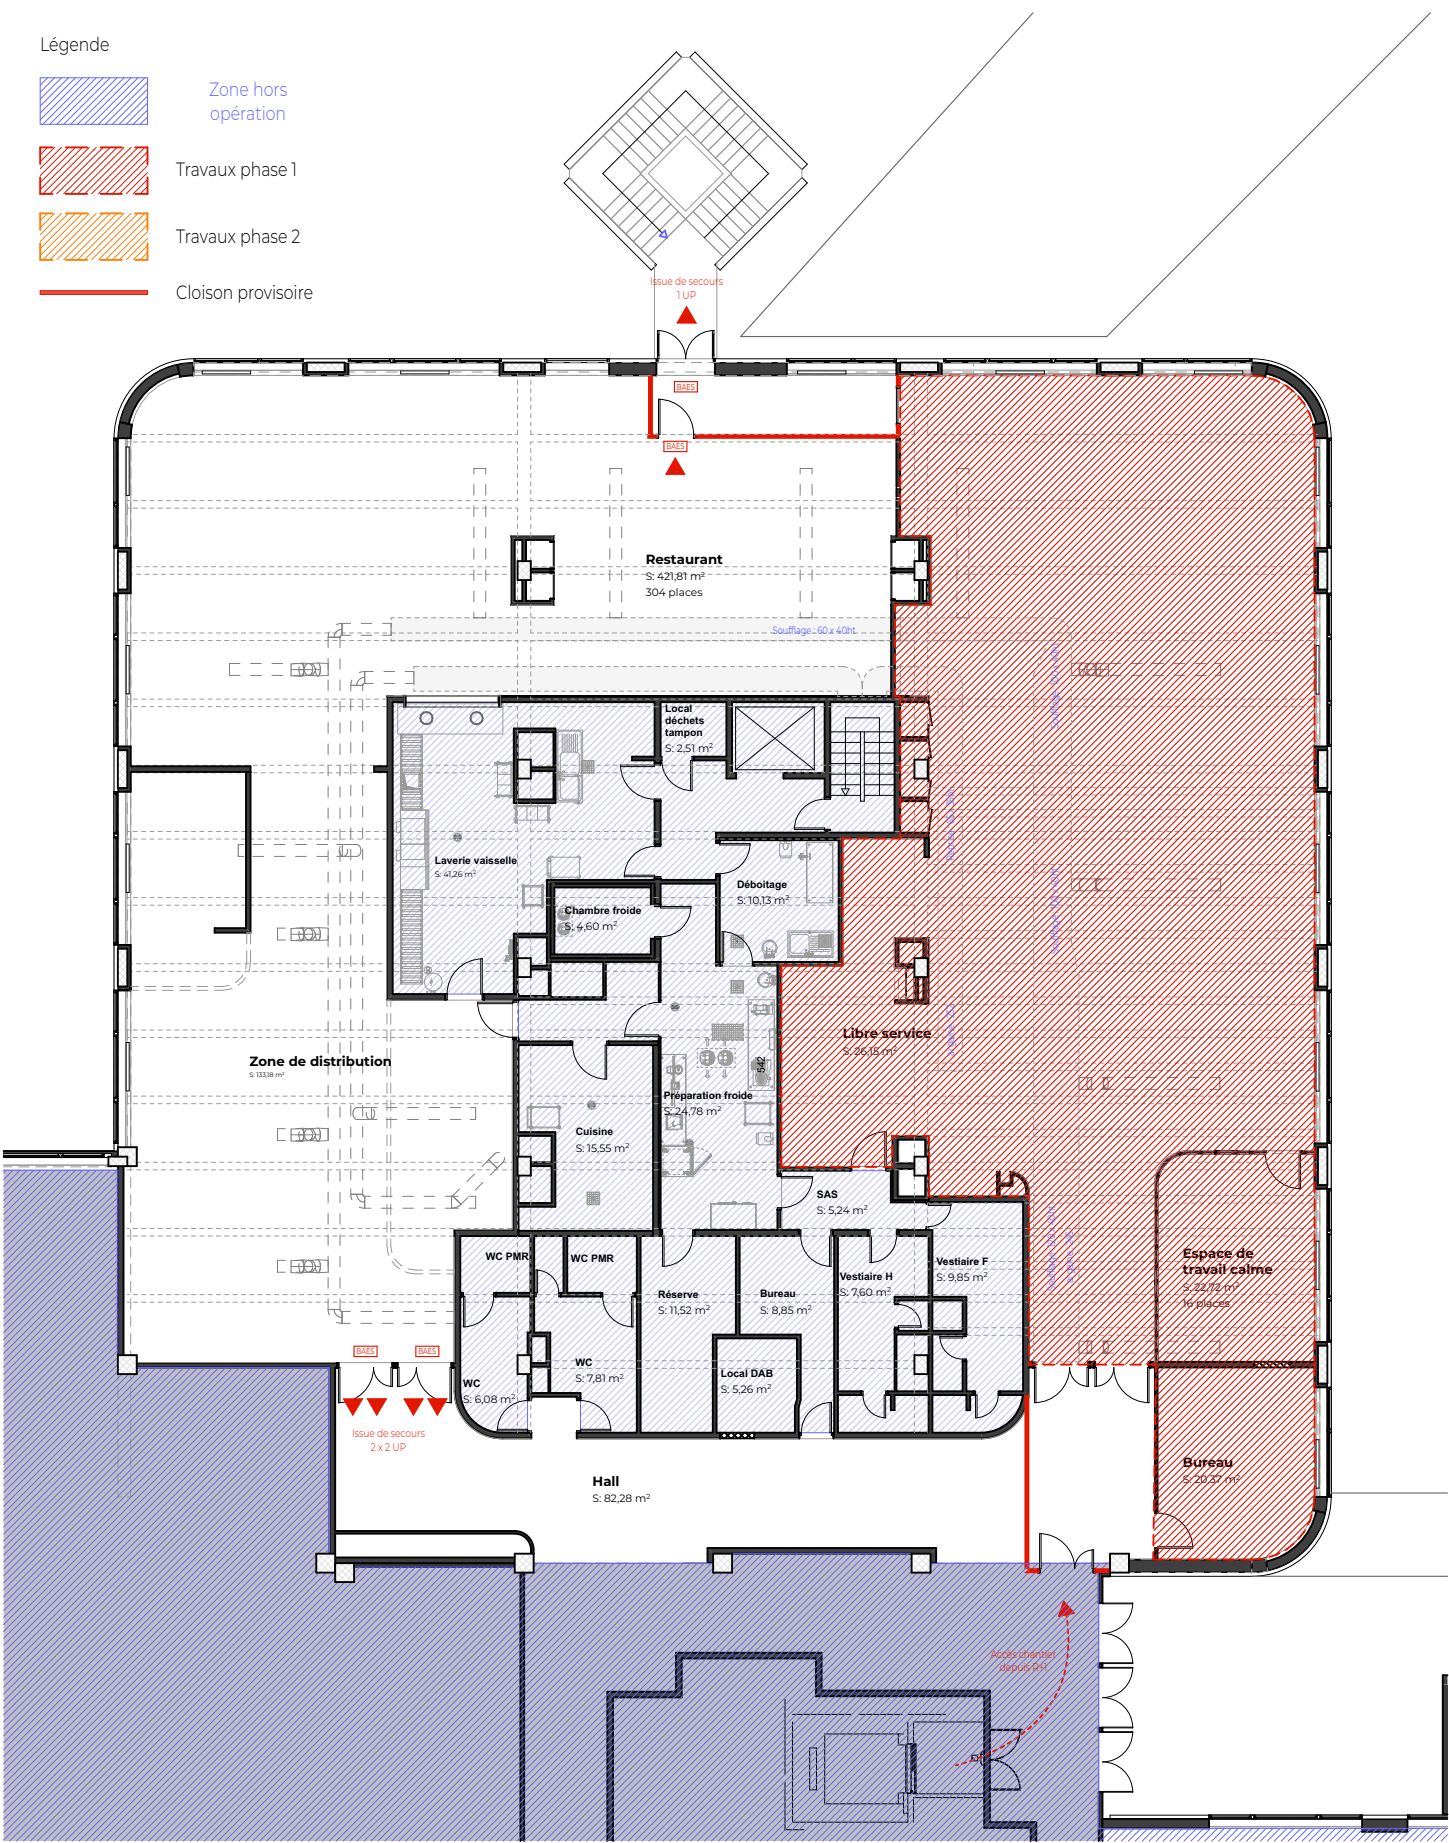 Légende
Zone hors
opération
Travaux phase 1
Travaux phase 2
Cloison provisoire
Issue de secours
1 UP
BAES
BAES
Restaurant
S: 421,81 m²
304 places
Soufflage : 60 x 40ht
Local
déchets
tampon
S: 2,51 m²
Laverie vaisselle
S: 41,26 m²
Déboitage
S: 10,13 m²
Chambre froide
S: 4,60 m²
Libre service
S: 26,15 m²
Zone de distribution
S: 133,18 m²
542
Préparation froide
S: 24,78 m²
Cuisine
S: 15,55 m²
SAS
S: 5,24 m²
WC PMR
WC PMR
Vestiaire F
S: 9,85 m²
Vestiaire H
S: 7,60 m²
Espace de
travail calme
S: 22,72 m²
16 places
Réserve
S: 11,52 m²
Bureau
S: 8,85 m²
BAES
BAES
WC
S: 7,81 m²
Local DAB
S: 5,26 m²
WC
S: 6,08 m²
Issue de secours
2 x 2 UP
Bureau
S: 20,37 m²
Hall
S: 82,28 m²
Accès chantier
depuis R+1